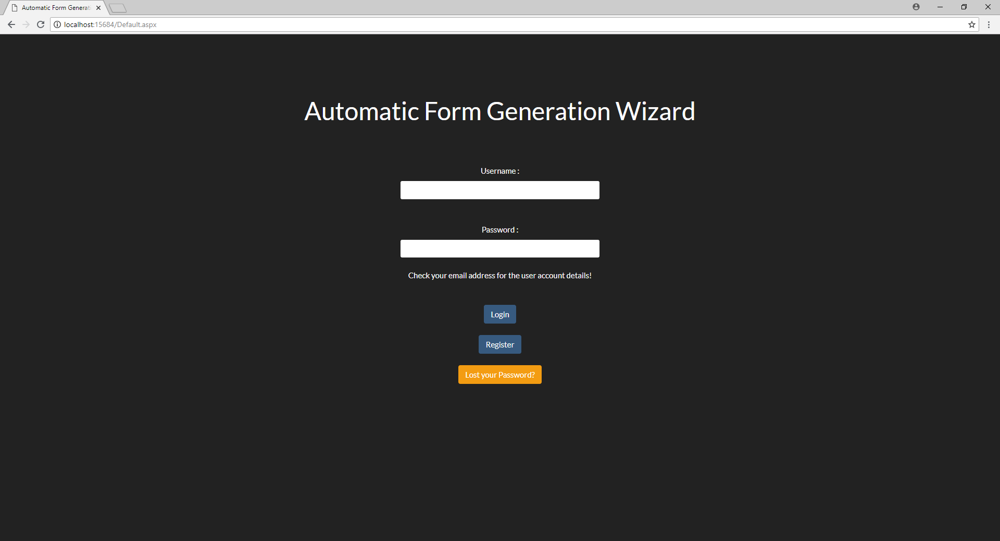 Automatic Form Generat
localhost:15684/Default.aspx
Automatic Form Generation Wizard
Username :
Password :
Check your email address for the user account details!
Login
Register
Lost your Password?